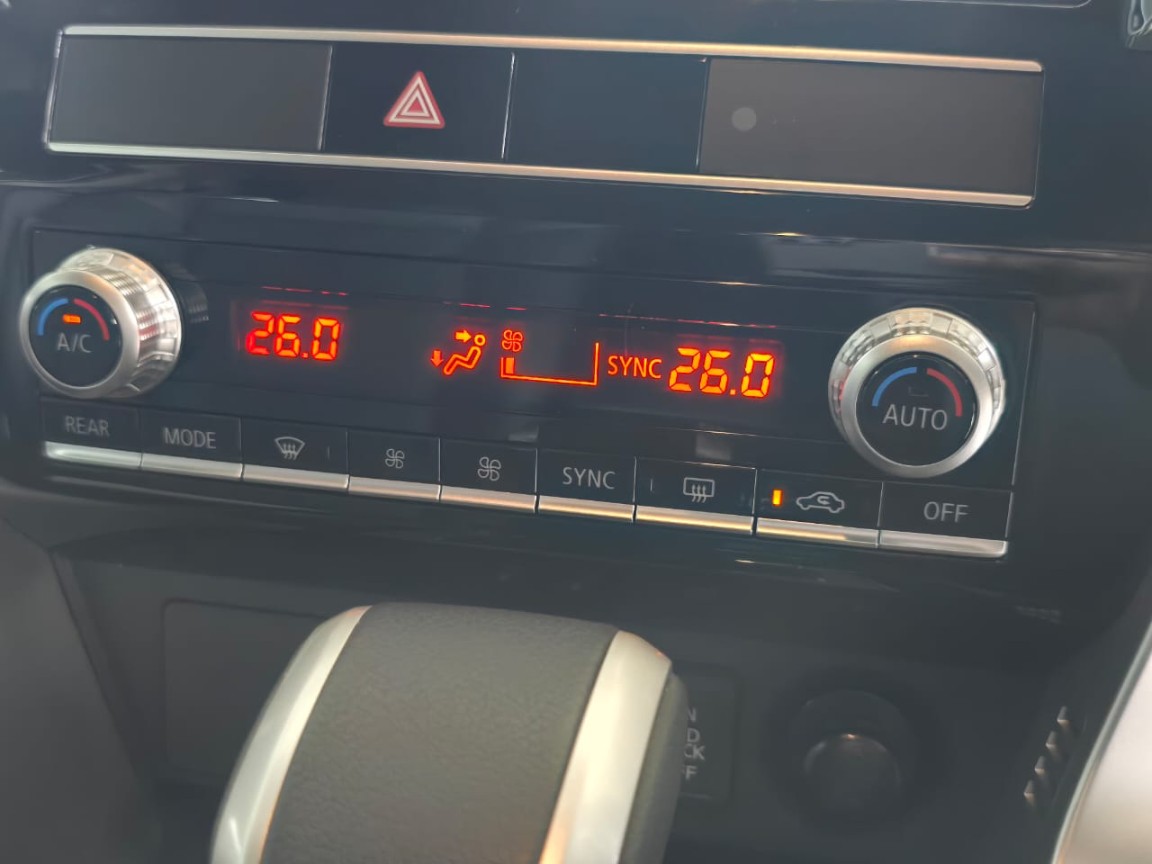 26.0
SYNC 26.0
A/C
AUTO
REAR
MODE
SYNC
OFF